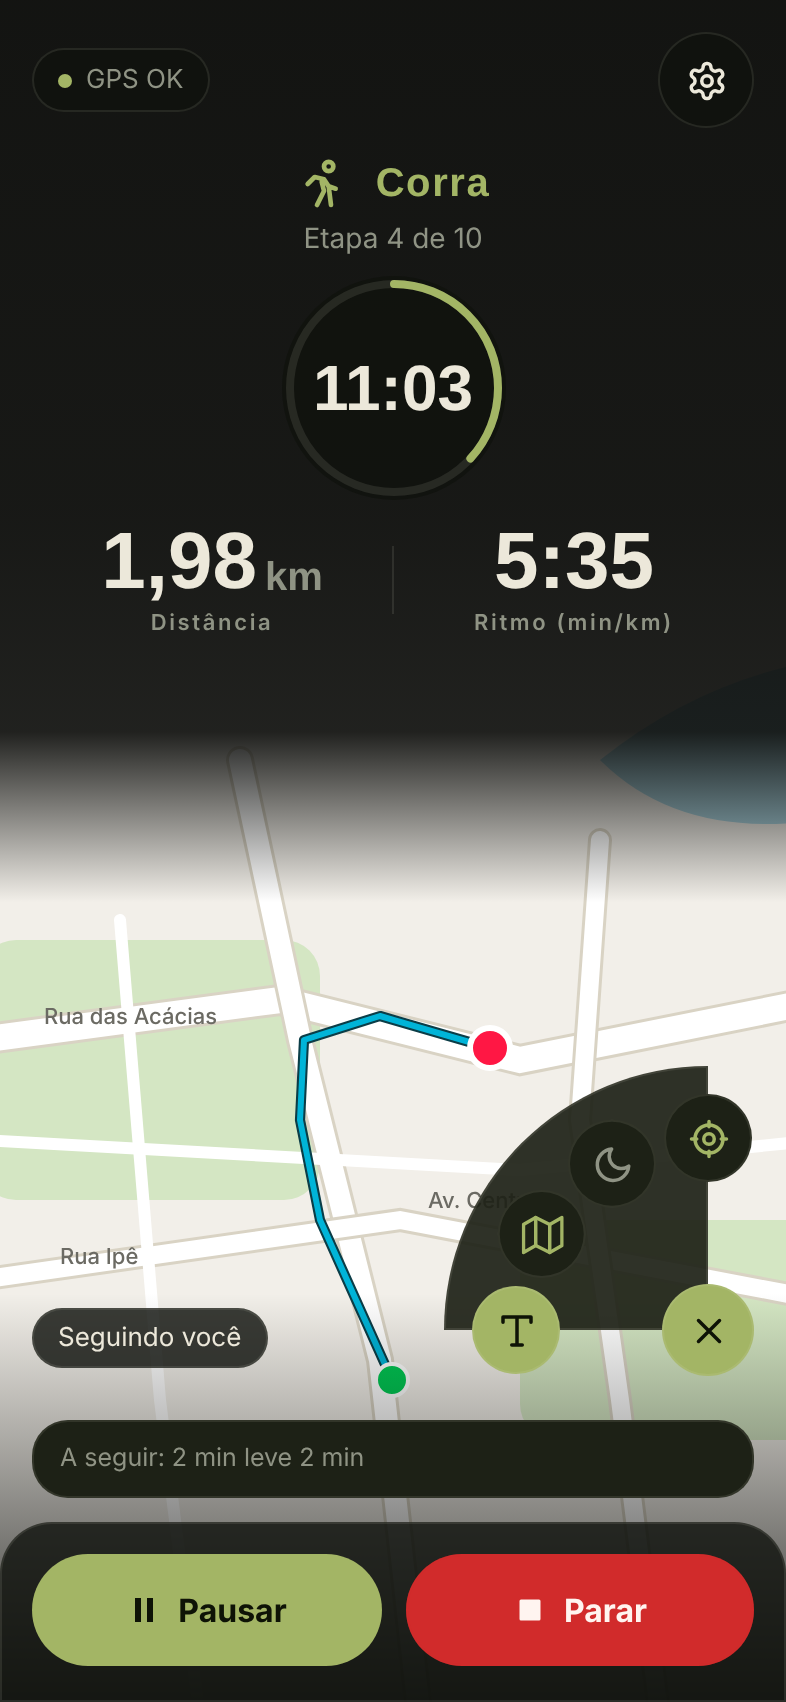 GPS OK
Corra
Etapa 4 de 10
11:03
1,98 km
Distância
5:35
Ritmo (min/km)
Rua das Acácias
Av. Cent
Rua Ipê
Seguindo você
T
A seguir: 2 min leve 2 min
Pausar
Parar